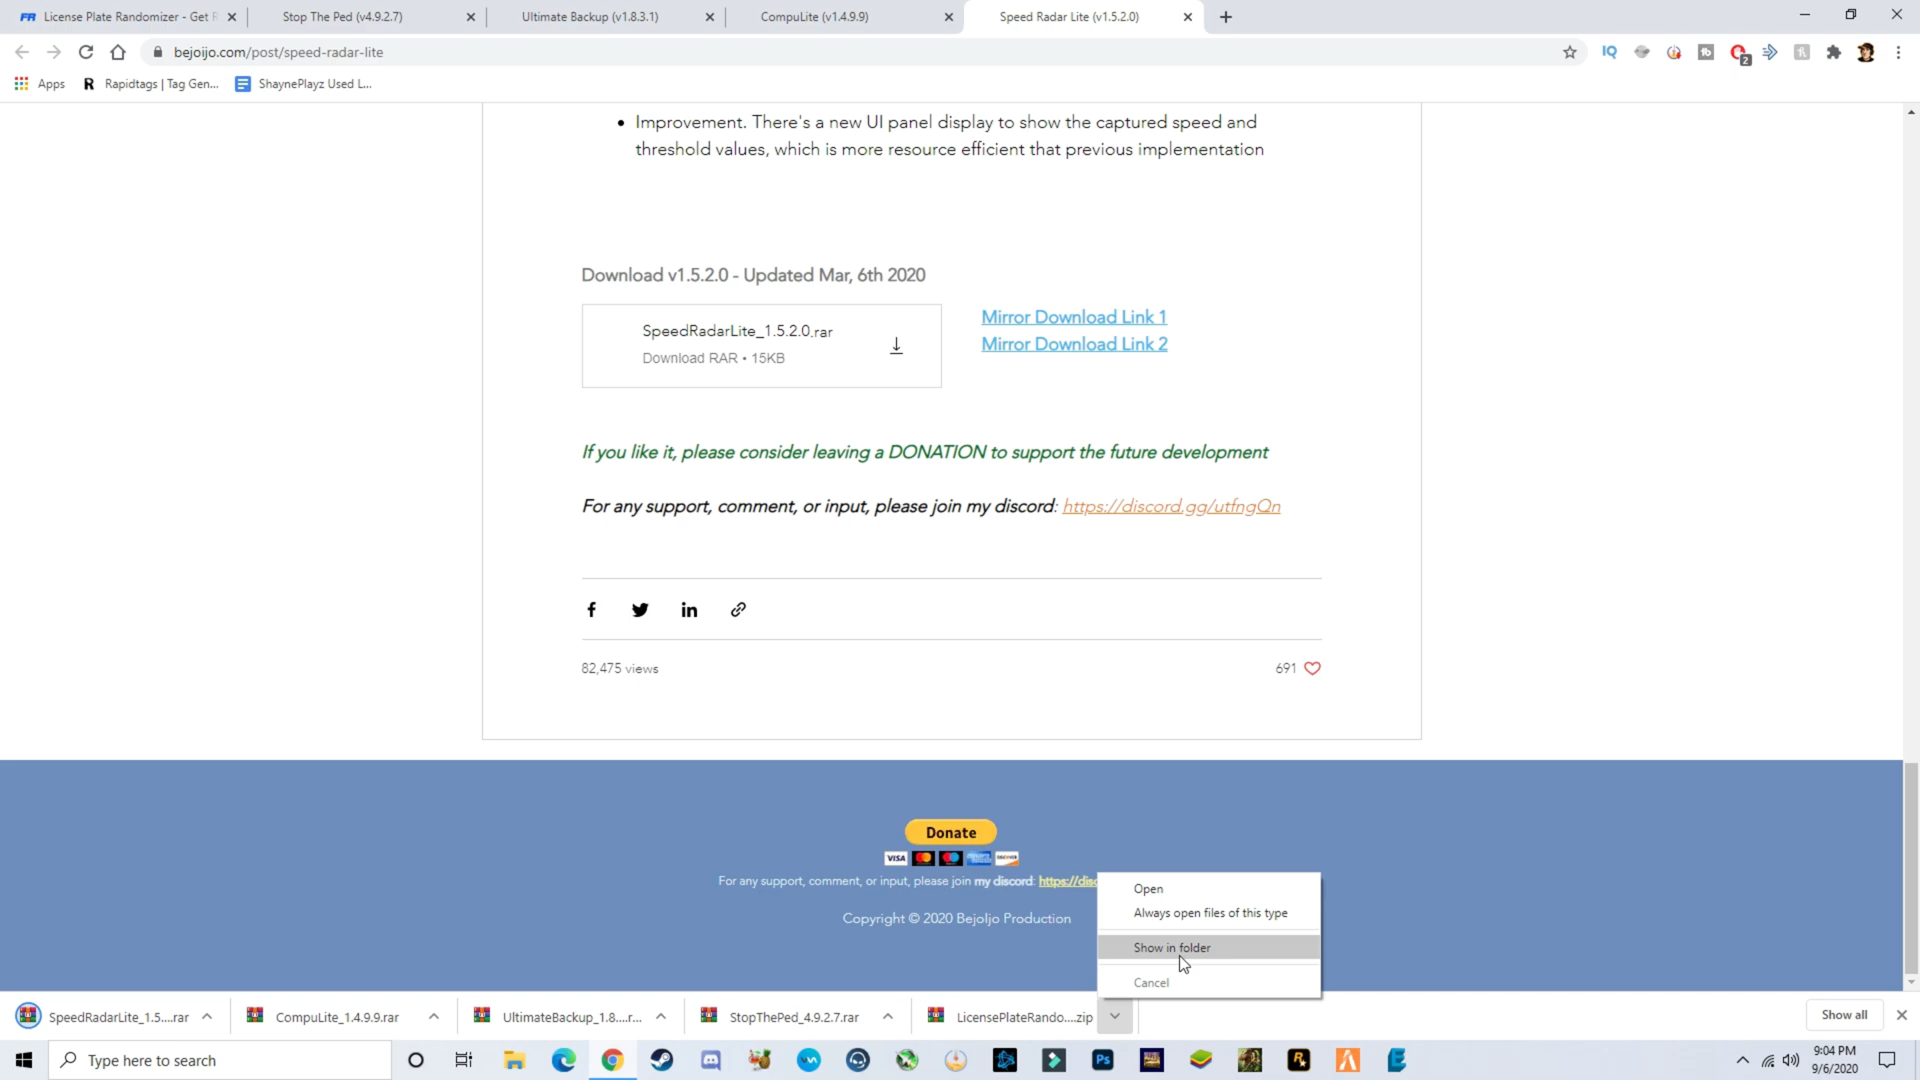 License Plate Randomizer - Get R
Stop The Ped (v4.9.2.7)
Ultimate Backup (v1.8.3.1)
CompuLite (v1.4.9.9)
Speed Radar Lite (v1.5.2.0)
bejoijo.com/post/speed-radar-lite
Apps
Rapidtags | Tag Gen...
ShaynePlayz Used L...
Improvement. There's a new UI panel display to show the captured speed and
threshold values, which is more resource efficient that previous implementation
Download v1.5.2.0 - Updated Mar, 6th 2020
SpeedRadarLite_1.5.2.0.rar
Download RAR • 15KB
Mirror Download Link 1
Mirror Download Link 2
If you like it, please consider leaving a DONATION to support the future development
For any support, comment, or input, please join my discord: https://discord.gg/utfngQn
82,475 views
691
Donate
VISA
For any support, comment, or input, please join my discord: https://disc
Copyright © 2020 Bejoljo Production
Open
Always open files of this type
Show in folder
Cancel
SpeedRadarLite_1.5....rar
CompuLite_1.4.9.9.rar
UltimateBackup_1.8....r...
StopThePed_4.9.2.7.rar
LicensePlateRando....zip
Show all
Type here to search
9:04 PM
9/6/2020